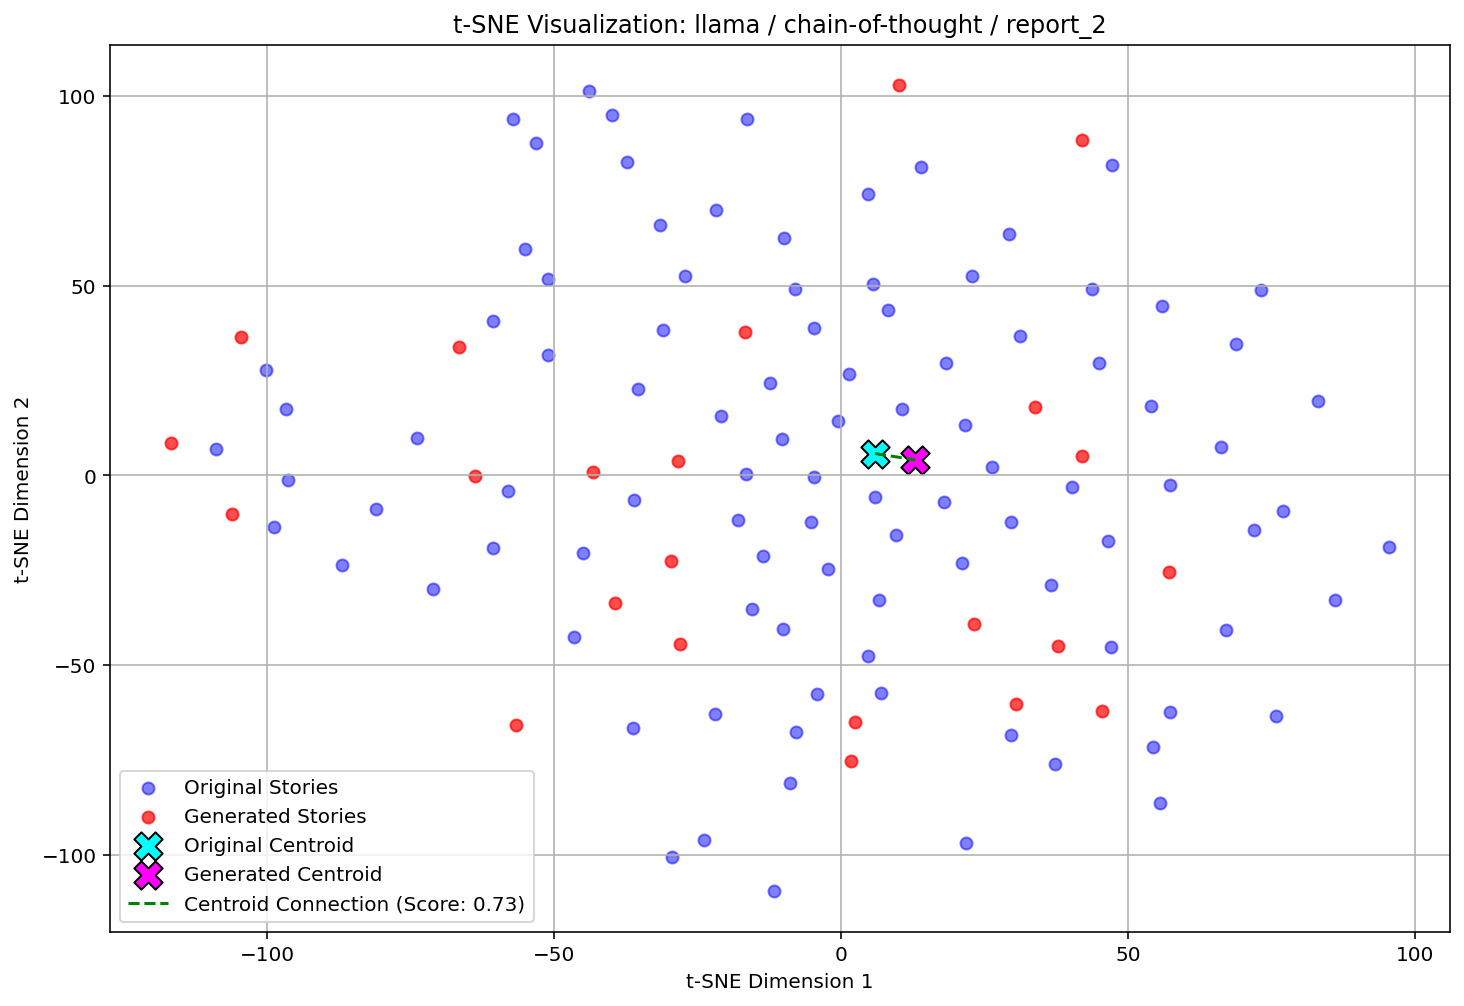 t-SNE Visualization: llama / chain-of-thought / report_2
100
50
0
−50
−100
t-SNE Dimension 2
Original Stories
Generated Stories
Original Centroid
Generated Centroid
Centroid Connection (Score: 0.73)
−100
−50
0
50
100
t-SNE Dimension 1